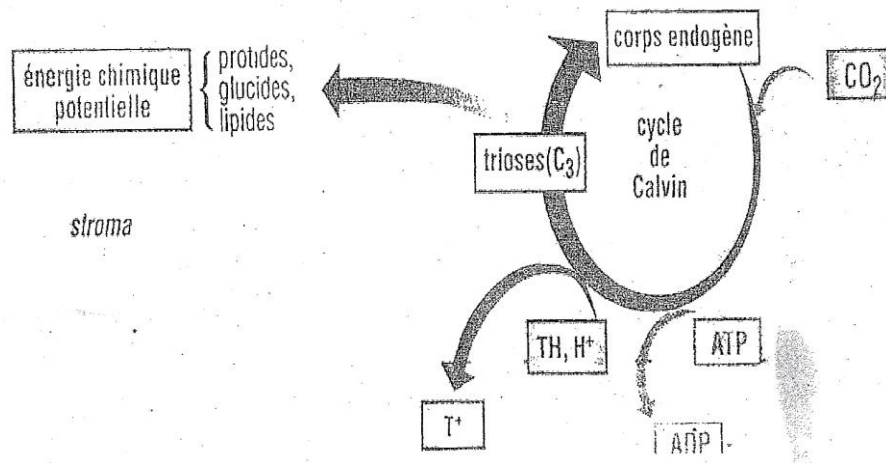 corps endogène
CO₂
énergie chimique
potentielle
protides,
glucides,
lipides
cycle
de
Calvin
trioses(C₃)
stroma
TH, H⁺
ATP
T⁺
ADP